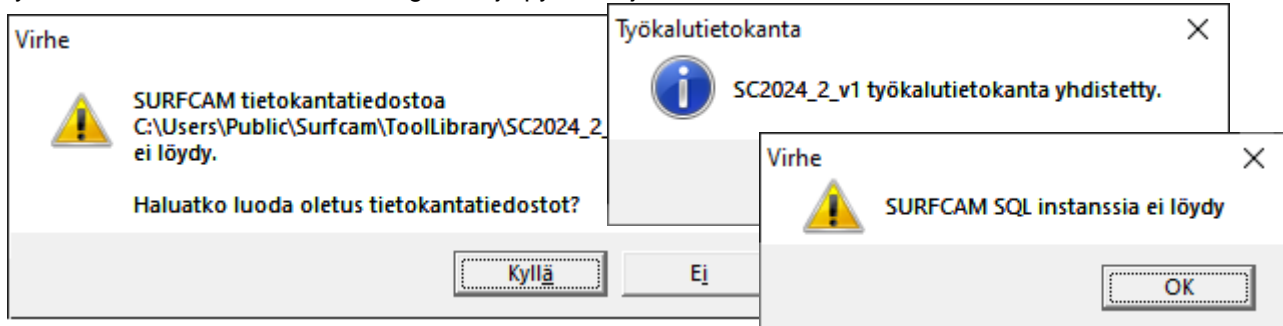 Virhe
SURFCAM tietokantatiedostoa
C:\Users\Public\Surfcam\ToolLibrary\SC2024_2_
ei löydy.
Haluatko luoda oletus tietokantatiedostot?
Kyllä
Ei
Työkalutietokanta
SC2024_2_v1 työkalutietokanta yhdistetty.
Virhe
SURFCAM SQL instanssia ei löydy
OK